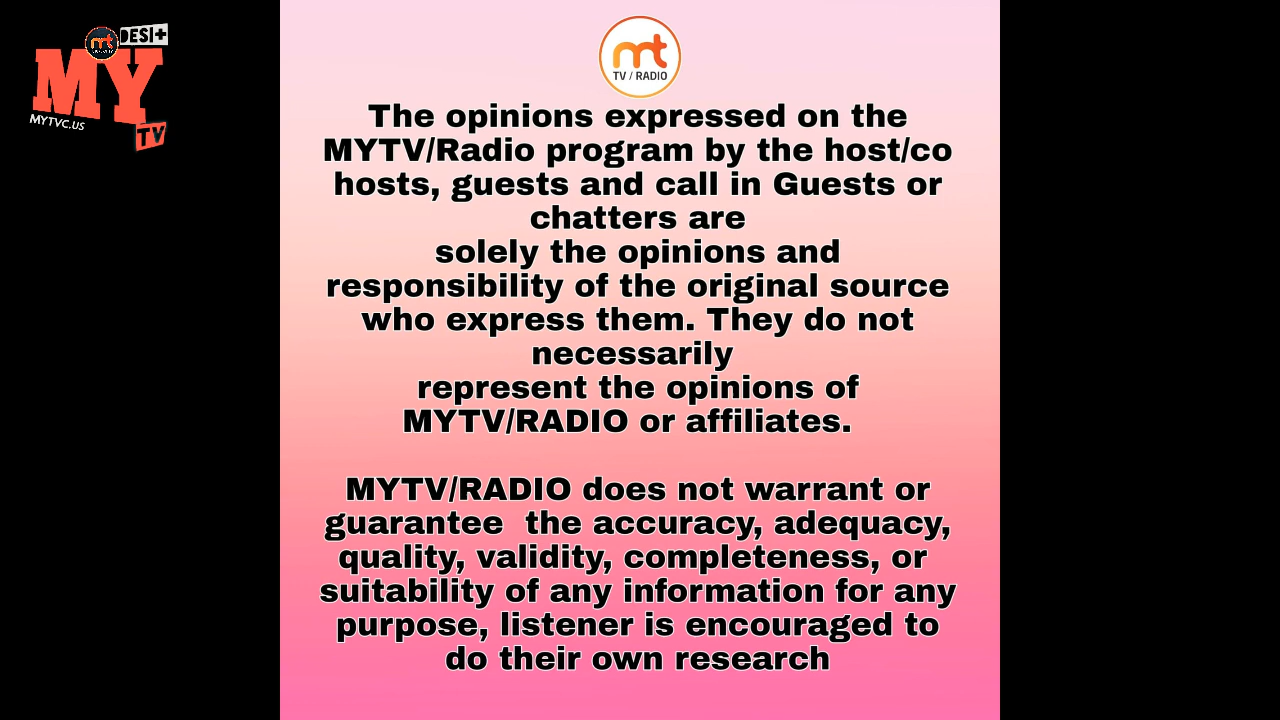 DESI+
mt
MY
MYTVC.US
TV
mt
TV / RADIO
The opinions expressed on the
MYTV/Radio program by the host/co
hosts, guests and call in Guests or
chatters are
solely the opinions and
responsibility of the original source
who express them. They do not
necessarily
represent the opinions of
MYTV/RADIO or affiliates.
MYTV/RADIO does not warrant or
guarantee the accuracy, adequacy,
quality, validity, completeness, or
suitability of any information for any
purpose, listener is encouraged to
do their own research